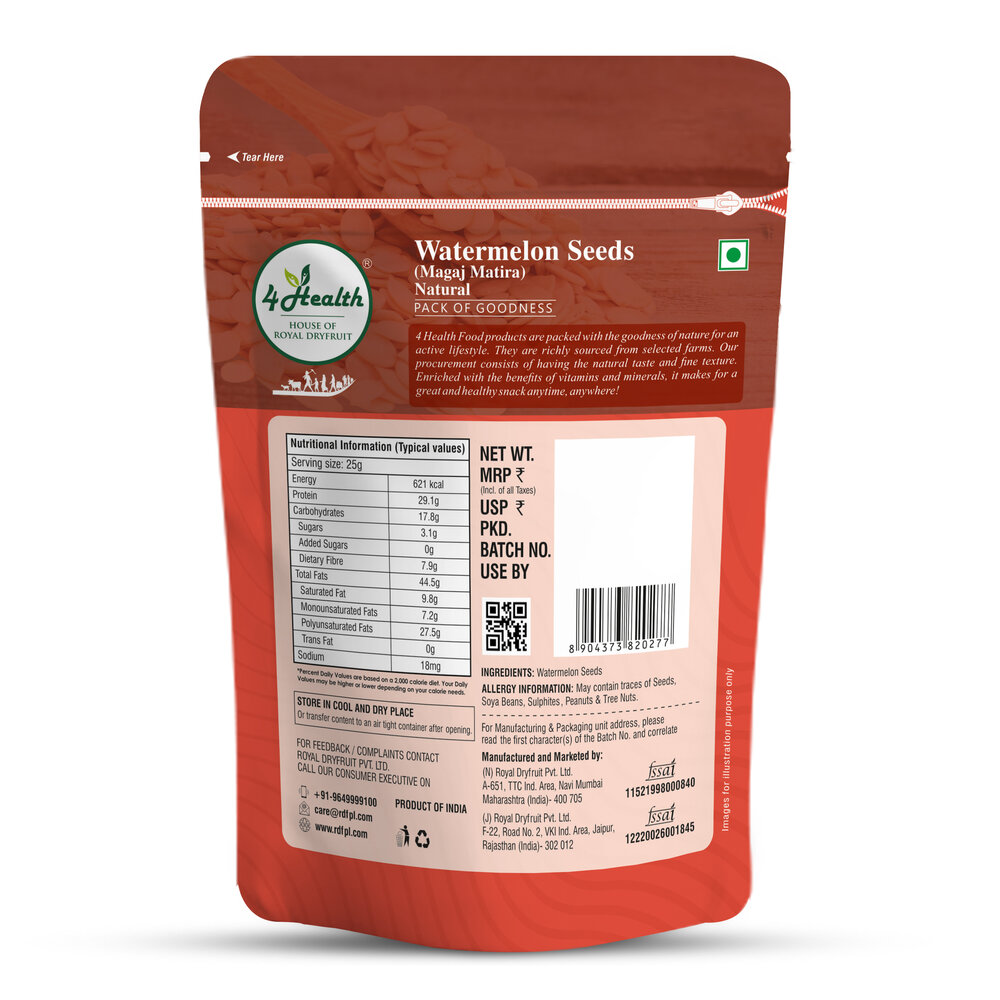 Tear Here
4 Health
®
HOUSE OF
ROYAL DRYFRUIT
Watermelon Seeds
(Magaj Matira)
Natural
PACK OF GOODNESS
4 Health Food products are packed with the goodness of nature for an
active lifestyle. They are richly sourced from selected farms. Our
procurement consists of having the natural taste and fine texture.
Enriched with the benefits of vitamins and minerals, it makes for a
great and healthy snack anytime, anywhere!
Nutritional Information (Typical values)
Serving size: 25g
Energy 621 kcal
Protein 29.1g
Carbohydrates 17.8g
Sugars 3.1g
Added Sugars 0g
Dietary Fibre 7.9g
Total Fats 44.5g
Saturated Fat 9.8g
Monounsaturated Fats 7.2g
Polyunsaturated Fats 27.5g
Trans Fat 0g
Sodium 18mg
*Percent Daily Values are based on a 2,000 calorie diet. Your Daily
Values may be higher or lower depending on your calorie needs.
STORE IN COOL AND DRY PLACE
Or transfer content to an air tight container after opening.
FOR FEEDBACK / COMPLAINTS CONTACT
ROYAL DRYFRUIT PVT. LTD.
CALL OUR CONSUMER EXECUTIVE ON
+91-9649999100
care@rdfpl.com
www.rdfpl.com
PRODUCT OF INDIA
NET WT.
MRP ₹
(Incl. of all Taxes)
USP ₹
PKD.
BATCH NO.
USE BY
8 904373 820277
INGREDIENTS: Watermelon Seeds
ALLERGY INFORMATION: May contain traces of Seeds,
Soya Beans, Sulphites, Peanuts & Tree Nuts.
For Manufacturing & Packaging unit address, please
read the first character(s) of the Batch No. and correlate
Manufactured and Marketed by:
(N) Royal Dryfruit Pvt. Ltd.
A-651, TTC Ind. Area, Navi Mumbai
Maharashtra (India)- 400 705
fssai
11521998000840
(J) Royal Dryfruit Pvt. Ltd.
F-22, Road No. 2, VKI Ind. Area, Jaipur,
Rajasthan (India)- 302 012
fssai
12220026001845
Images for illustration purpose only